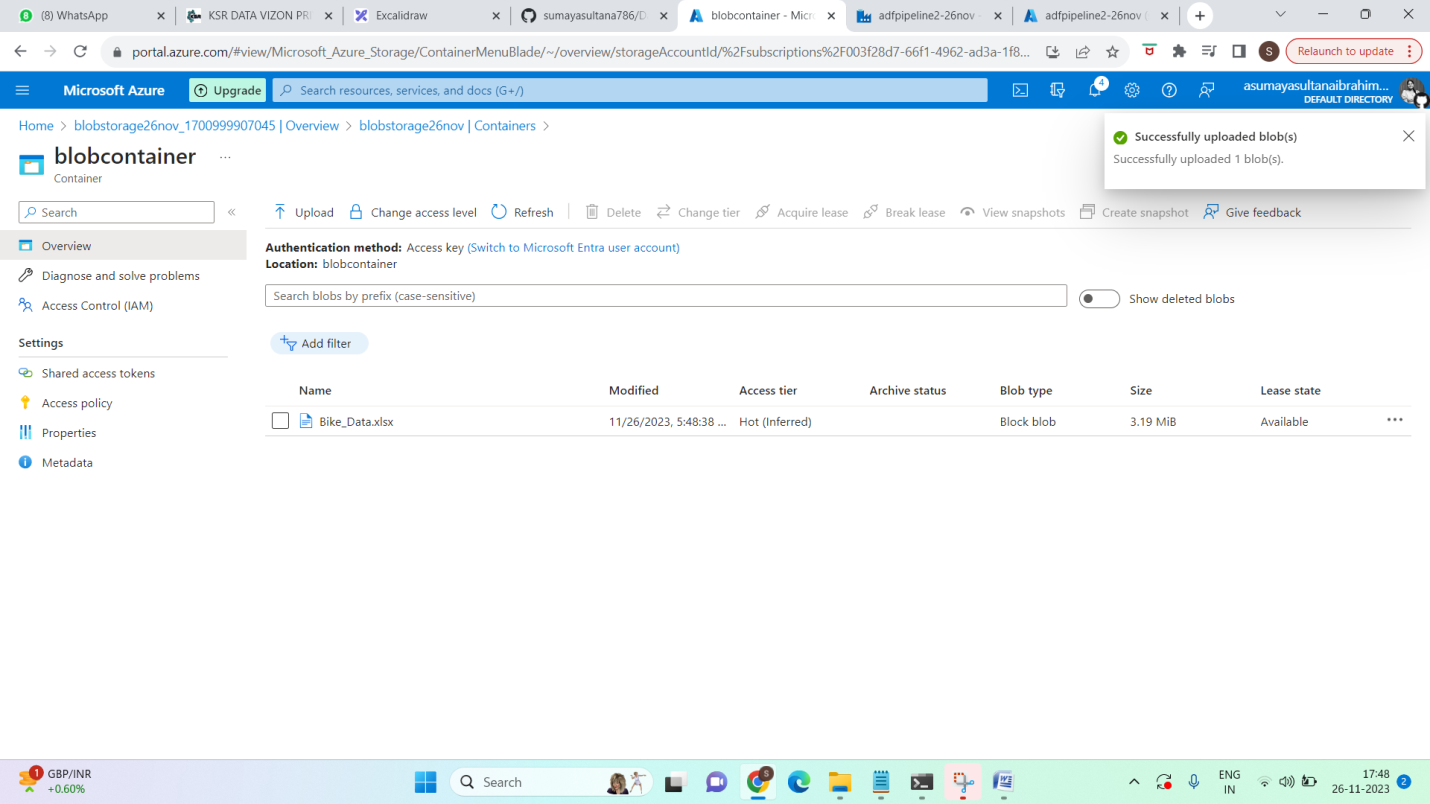 (8) WhatsApp
KSR DATA VIZON PR
Excalidraw
sumayasultana786/D
blobcontainer - Micr
adfpipeline2-26nov -
adfpipeline2-26nov (
portal.azure.com/#view/Microsoft_Azure_Storage/ContainerMenuBlade/~/overview/storageAccountId/%2Fsubscriptions%2F003f28d7-66f1-4962-ad3a-1f8...
S
Relaunch to update
Microsoft Azure
Upgrade
Search resources, services, and docs (G+/)
4
asumayasultanaibrahim...
DEFAULT DIRECTORY
Home > blobstorage26nov_1700999907045 | Overview > blobstorage26nov | Containers >
Successfully uploaded blob(s)
Successfully uploaded 1 blob(s).
blobcontainer ...
Container
Search
«
Upload
Change access level
Refresh
Delete
Change tier
Acquire lease
Break lease
View snapshots
Create snapshot
Give feedback
Overview
Diagnose and solve problems
Access Control (IAM)
Settings
Shared access tokens
Access policy
Properties
Metadata
Authentication method: Access key (Switch to Microsoft Entra user account)
Location: blobcontainer
Search blobs by prefix (case-sensitive)
Show deleted blobs
Add filter
Name Modified Access tier Archive status Blob type Size Lease state
Bike_Data.xlsx 11/26/2023, 5:48:38 ... Hot (Inferred) Block blob 3.19 MiB Available ...
1
GBP/INR
+0.60%
Search
S
ENG
IN
17:48
26-11-2023
2